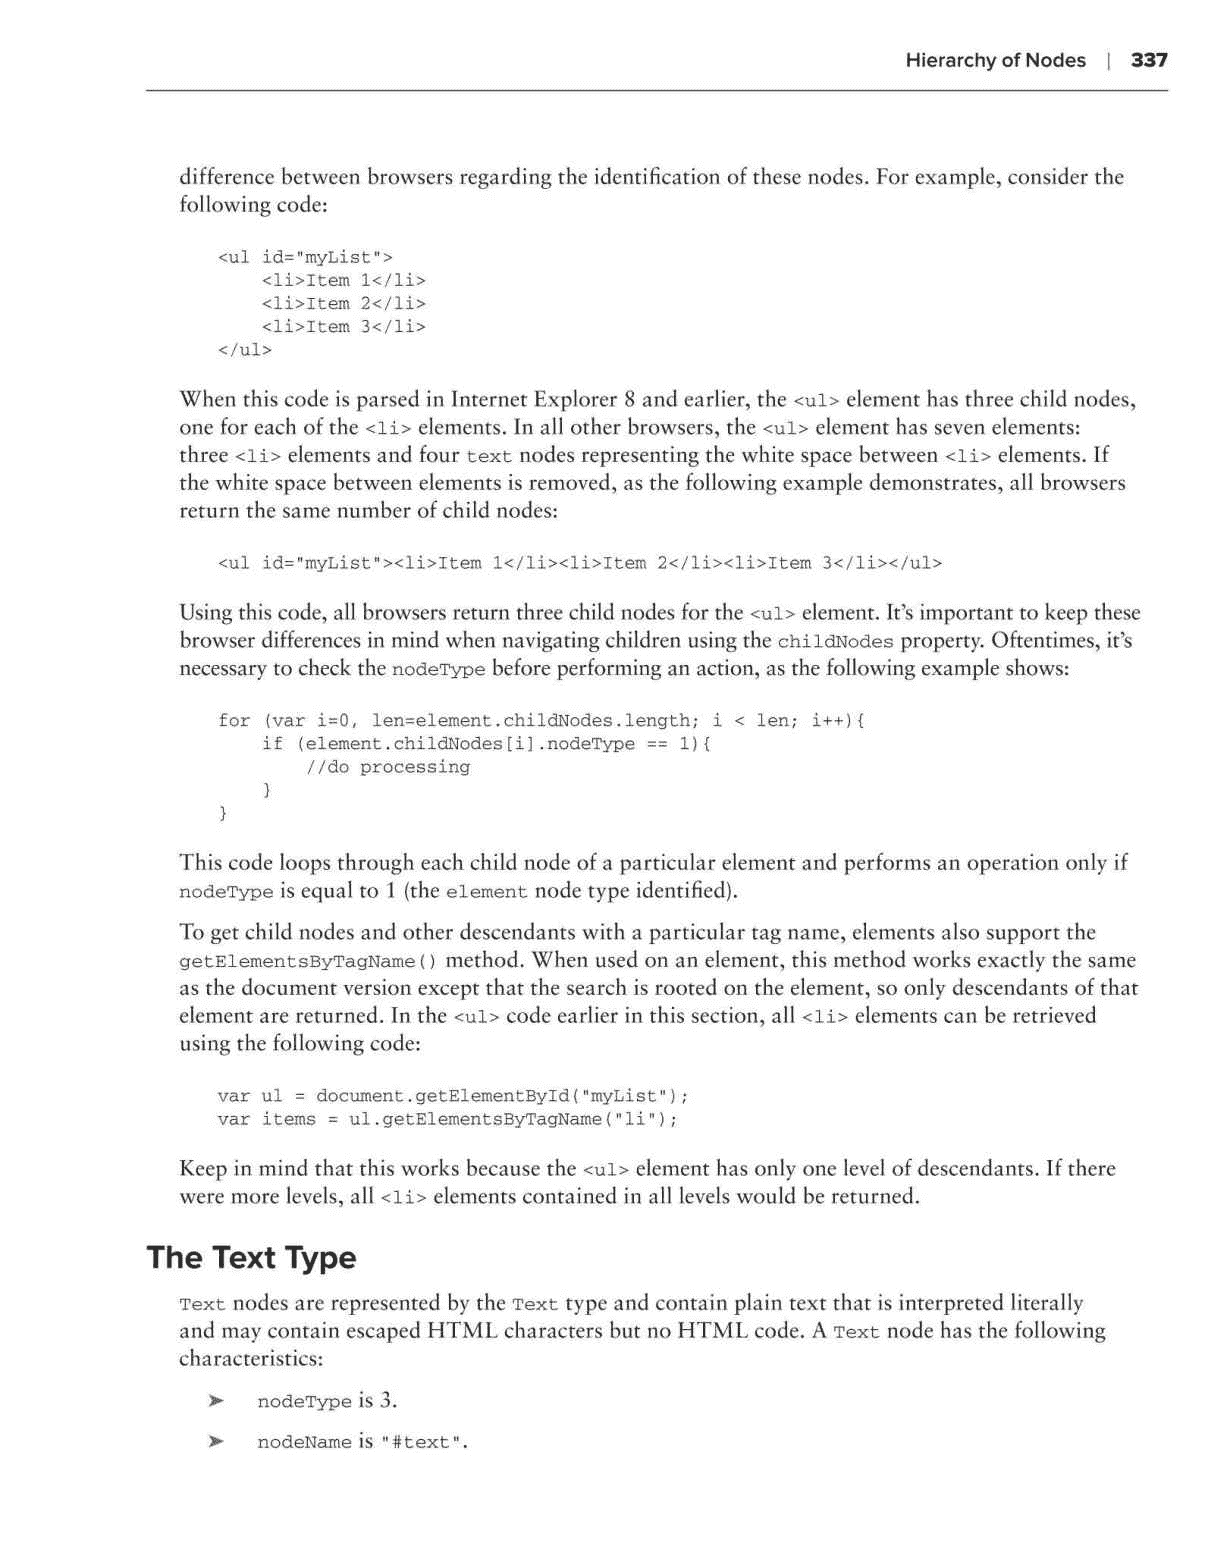 Hierarchy of Nodes | 337
difference between browsers regarding the identification of these nodes. For example, consider the
following code:
<ul id="myList">
    <li>Item 1</li>
    <li>Item 2</li>
    <li>Item 3</li>
</ul>
When this code is parsed in Internet Explorer 8 and earlier, the <ul> element has three child nodes,
one for each of the <li> elements. In all other browsers, the <ul> element has seven elements:
three <li> elements and four text nodes representing the white space between <li> elements. If
the white space between elements is removed, as the following example demonstrates, all browsers
return the same number of child nodes:
<ul id="myList"><li>Item 1</li><li>Item 2</li><li>Item 3</li></ul>
Using this code, all browsers return three child nodes for the <ul> element. It's important to keep these
browser differences in mind when navigating children using the childNodes property. Oftentimes, it's
necessary to check the nodeType before performing an action, as the following example shows:
for (var i=0, len=element.childNodes.length; i < len; i++){
    if (element.childNodes[i].nodeType == 1){
        //do processing
    }
}
This code loops through each child node of a particular element and performs an operation only if
nodeType is equal to 1 (the element node type identified).
To get child nodes and other descendants with a particular tag name, elements also support the
getElementsByTagName() method. When used on an element, this method works exactly the same
as the document version except that the search is rooted on the element, so only descendants of that
element are returned. In the <ul> code earlier in this section, all <li> elements can be retrieved
using the following code:
var ul = document.getElementById("myList");
var items = ul.getElementsByTagName("li");
Keep in mind that this works because the <ul> element has only one level of descendants. If there
were more levels, all <li> elements contained in all levels would be returned.
The Text Type
Text nodes are represented by the Text type and contain plain text that is interpreted literally
and may contain escaped HTML characters but no HTML code. A Text node has the following
characteristics:
➤ nodeType is 3.
➤ nodeName is "#text".